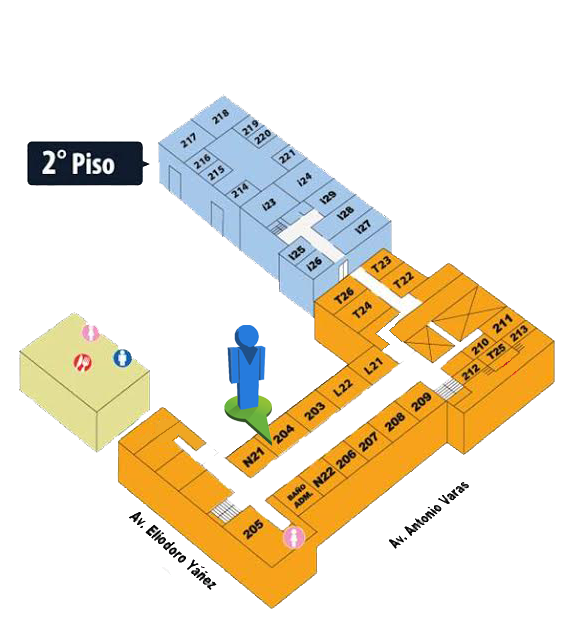 218
219
217
220
216
221
215
I24
214
I29
I23
I28
I27
2° Piso
I25
I26
T23
T22
T26
T24
211
213
210
T25
212
L21
L22
209
203
208
204
207
206
N21
N22
BAÑO
ADM.
205
Av. Antonio Varas
Av. Eliodoro Yáñez